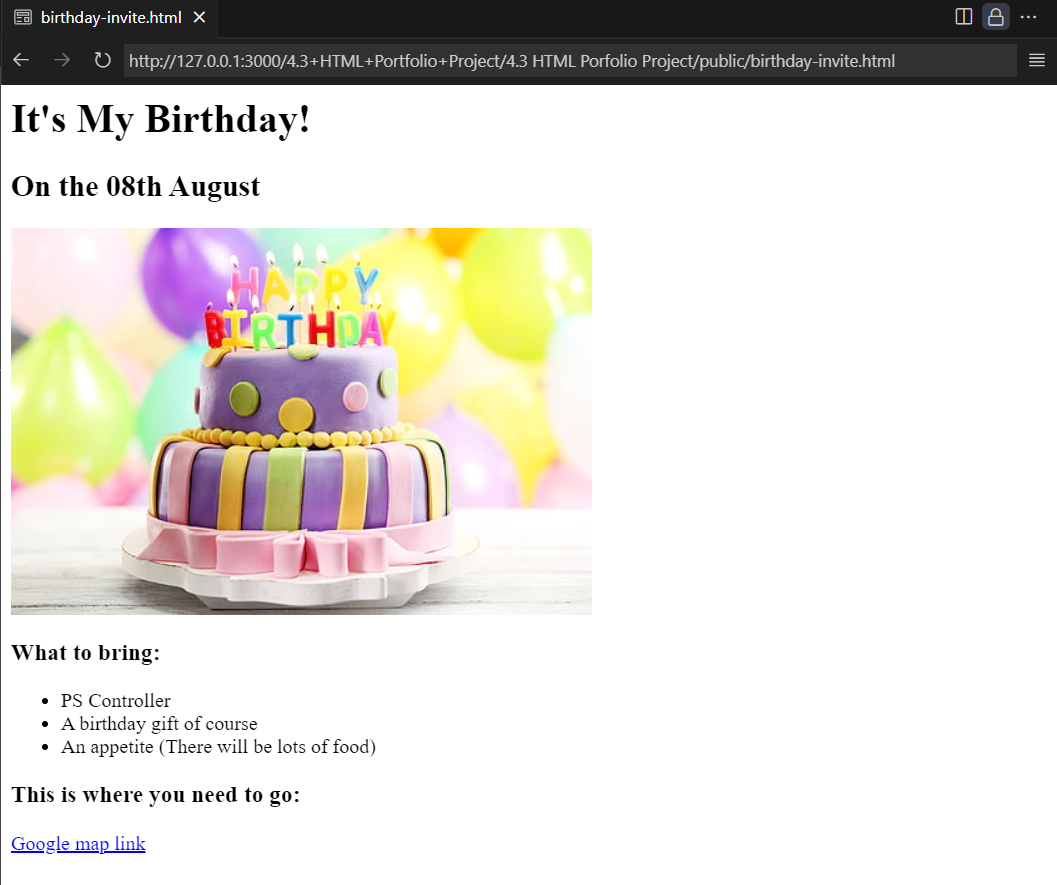 birthday-invite.html
http://127.0.0.1:3000/4.3+HTML+Portfolio+Project/4.3 HTML Porfolio Project/public/birthday-invite.html
It's My Birthday!
On the 08th August
HAPPY
BIRTHDAY
What to bring:
PS Controller
A birthday gift of course
An appetite (There will be lots of food)
This is where you need to go:
Google map link